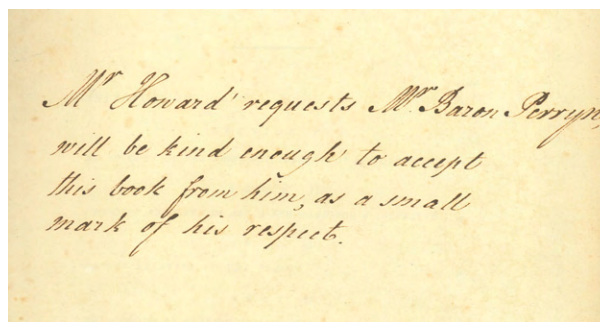 Mr Howard requests Mr. Baron Perryn,
will be kind enough to accept
this book from him, as a small
mark of his respect.